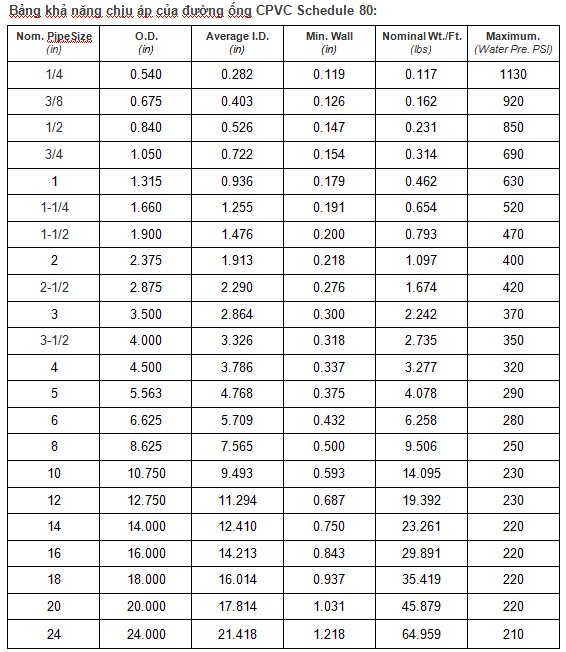 Bảng khả năng chịu áp của đường ống CPVC Schedule 80:
Nom. PipeSize O.D. Average I.D. Min. Wall Nominal Wt./Ft. Maximum.
(in) (in) (in) (in) (lbs) (Water Pre. PSI)
1/4 0.540 0.282 0.119 0.117 1130
3/8 0.675 0.403 0.126 0.162 920
1/2 0.840 0.526 0.147 0.231 850
3/4 1.050 0.722 0.154 0.314 690
1 1.315 0.936 0.179 0.462 630
1-1/4 1.660 1.255 0.191 0.654 520
1-1/2 1.900 1.476 0.200 0.793 470
2 2.375 1.913 0.218 1.097 400
2-1/2 2.875 2.290 0.276 1.674 420
3 3.500 2.864 0.300 2.242 370
3-1/2 4.000 3.326 0.318 2.735 350
4 4.500 3.786 0.337 3.277 320
5 5.563 4.768 0.375 4.078 290
6 6.625 5.709 0.432 6.258 280
8 8.625 7.565 0.500 9.506 250
10 10.750 9.493 0.593 14.095 230
12 12.750 11.294 0.687 19.392 230
14 14.000 12.410 0.750 23.261 220
16 16.000 14.213 0.843 29.891 220
18 18.000 16.014 0.937 35.419 220
20 20.000 17.814 1.031 45.879 220
24 24.000 21.418 1.218 64.959 210